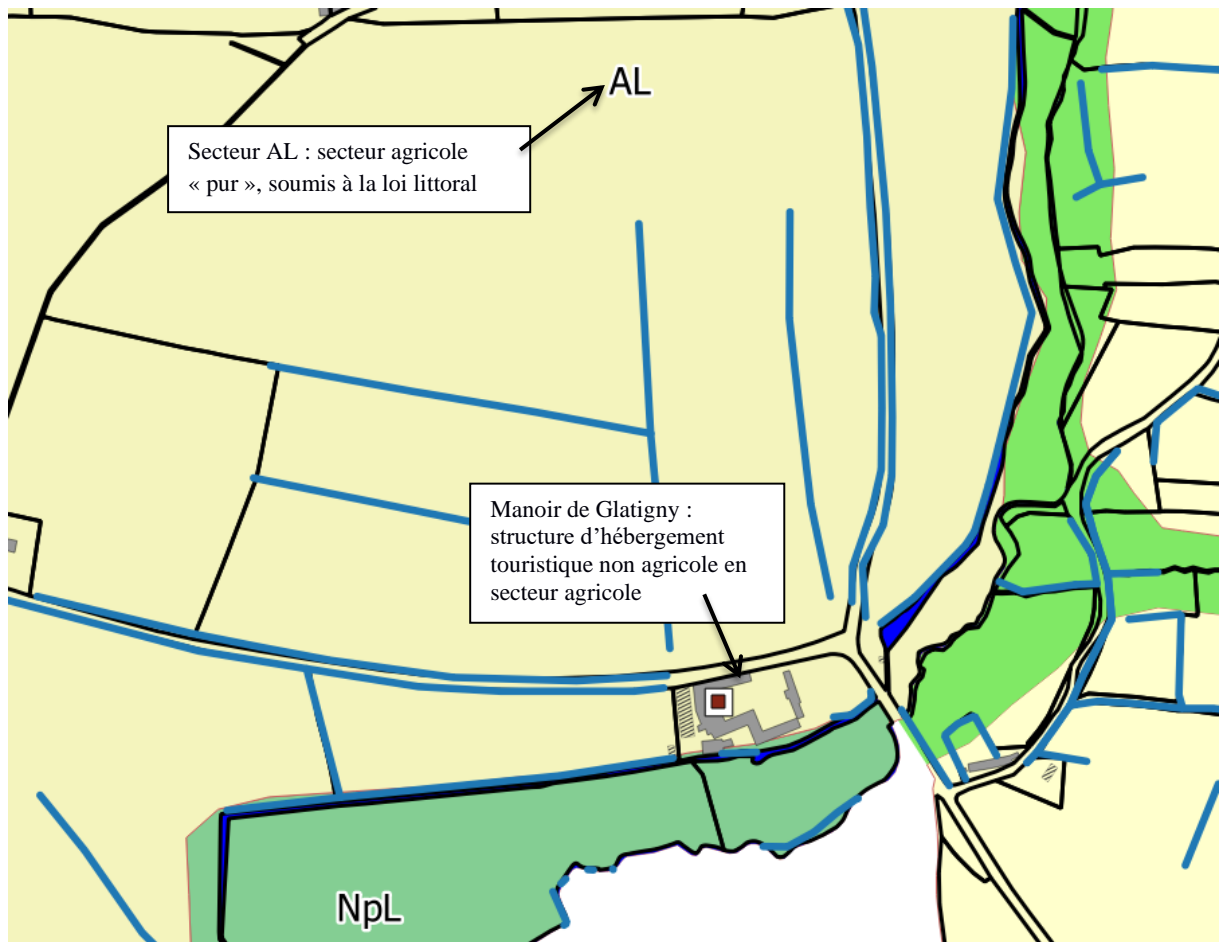 AL
Secteur AL : secteur agricole
« pur », soumis à la loi littoral
Manoir de Glatigny :
structure d’hébergement
touristique non agricole en
secteur agricole
NpL